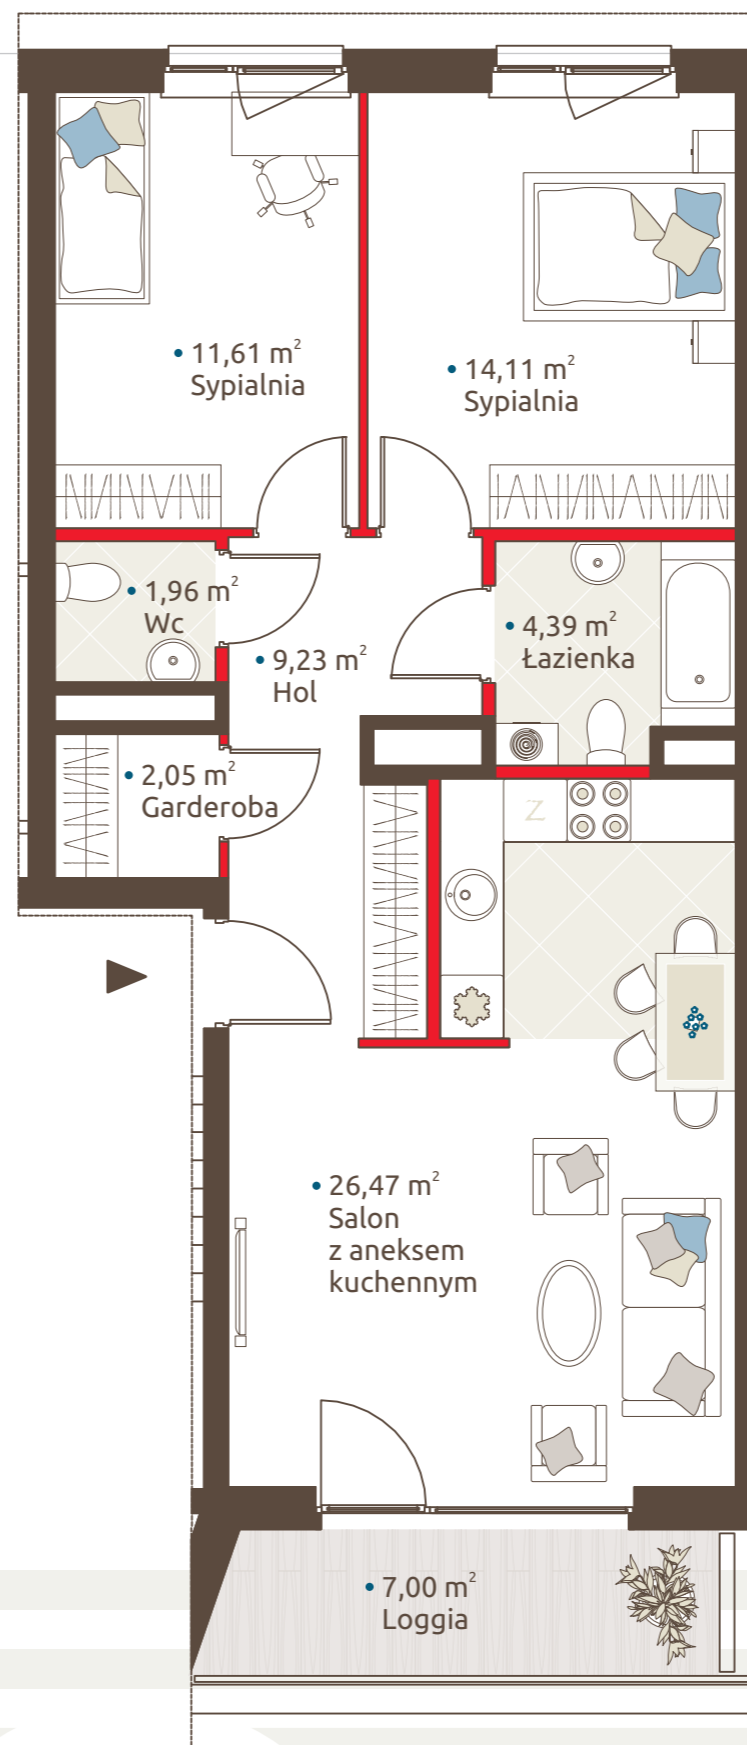 • 11,61 m²
Sypialnia
• 14,11 m²
Sypialnia
• 1,96 m²
Wc
• 4,39 m²
Łazienka
• 9,23 m²
Hol
• 2,05 m²
Garderoba
Z
• 26,47 m²
Salon
z aneksem
kuchennym
• 7,00 m²
Loggia